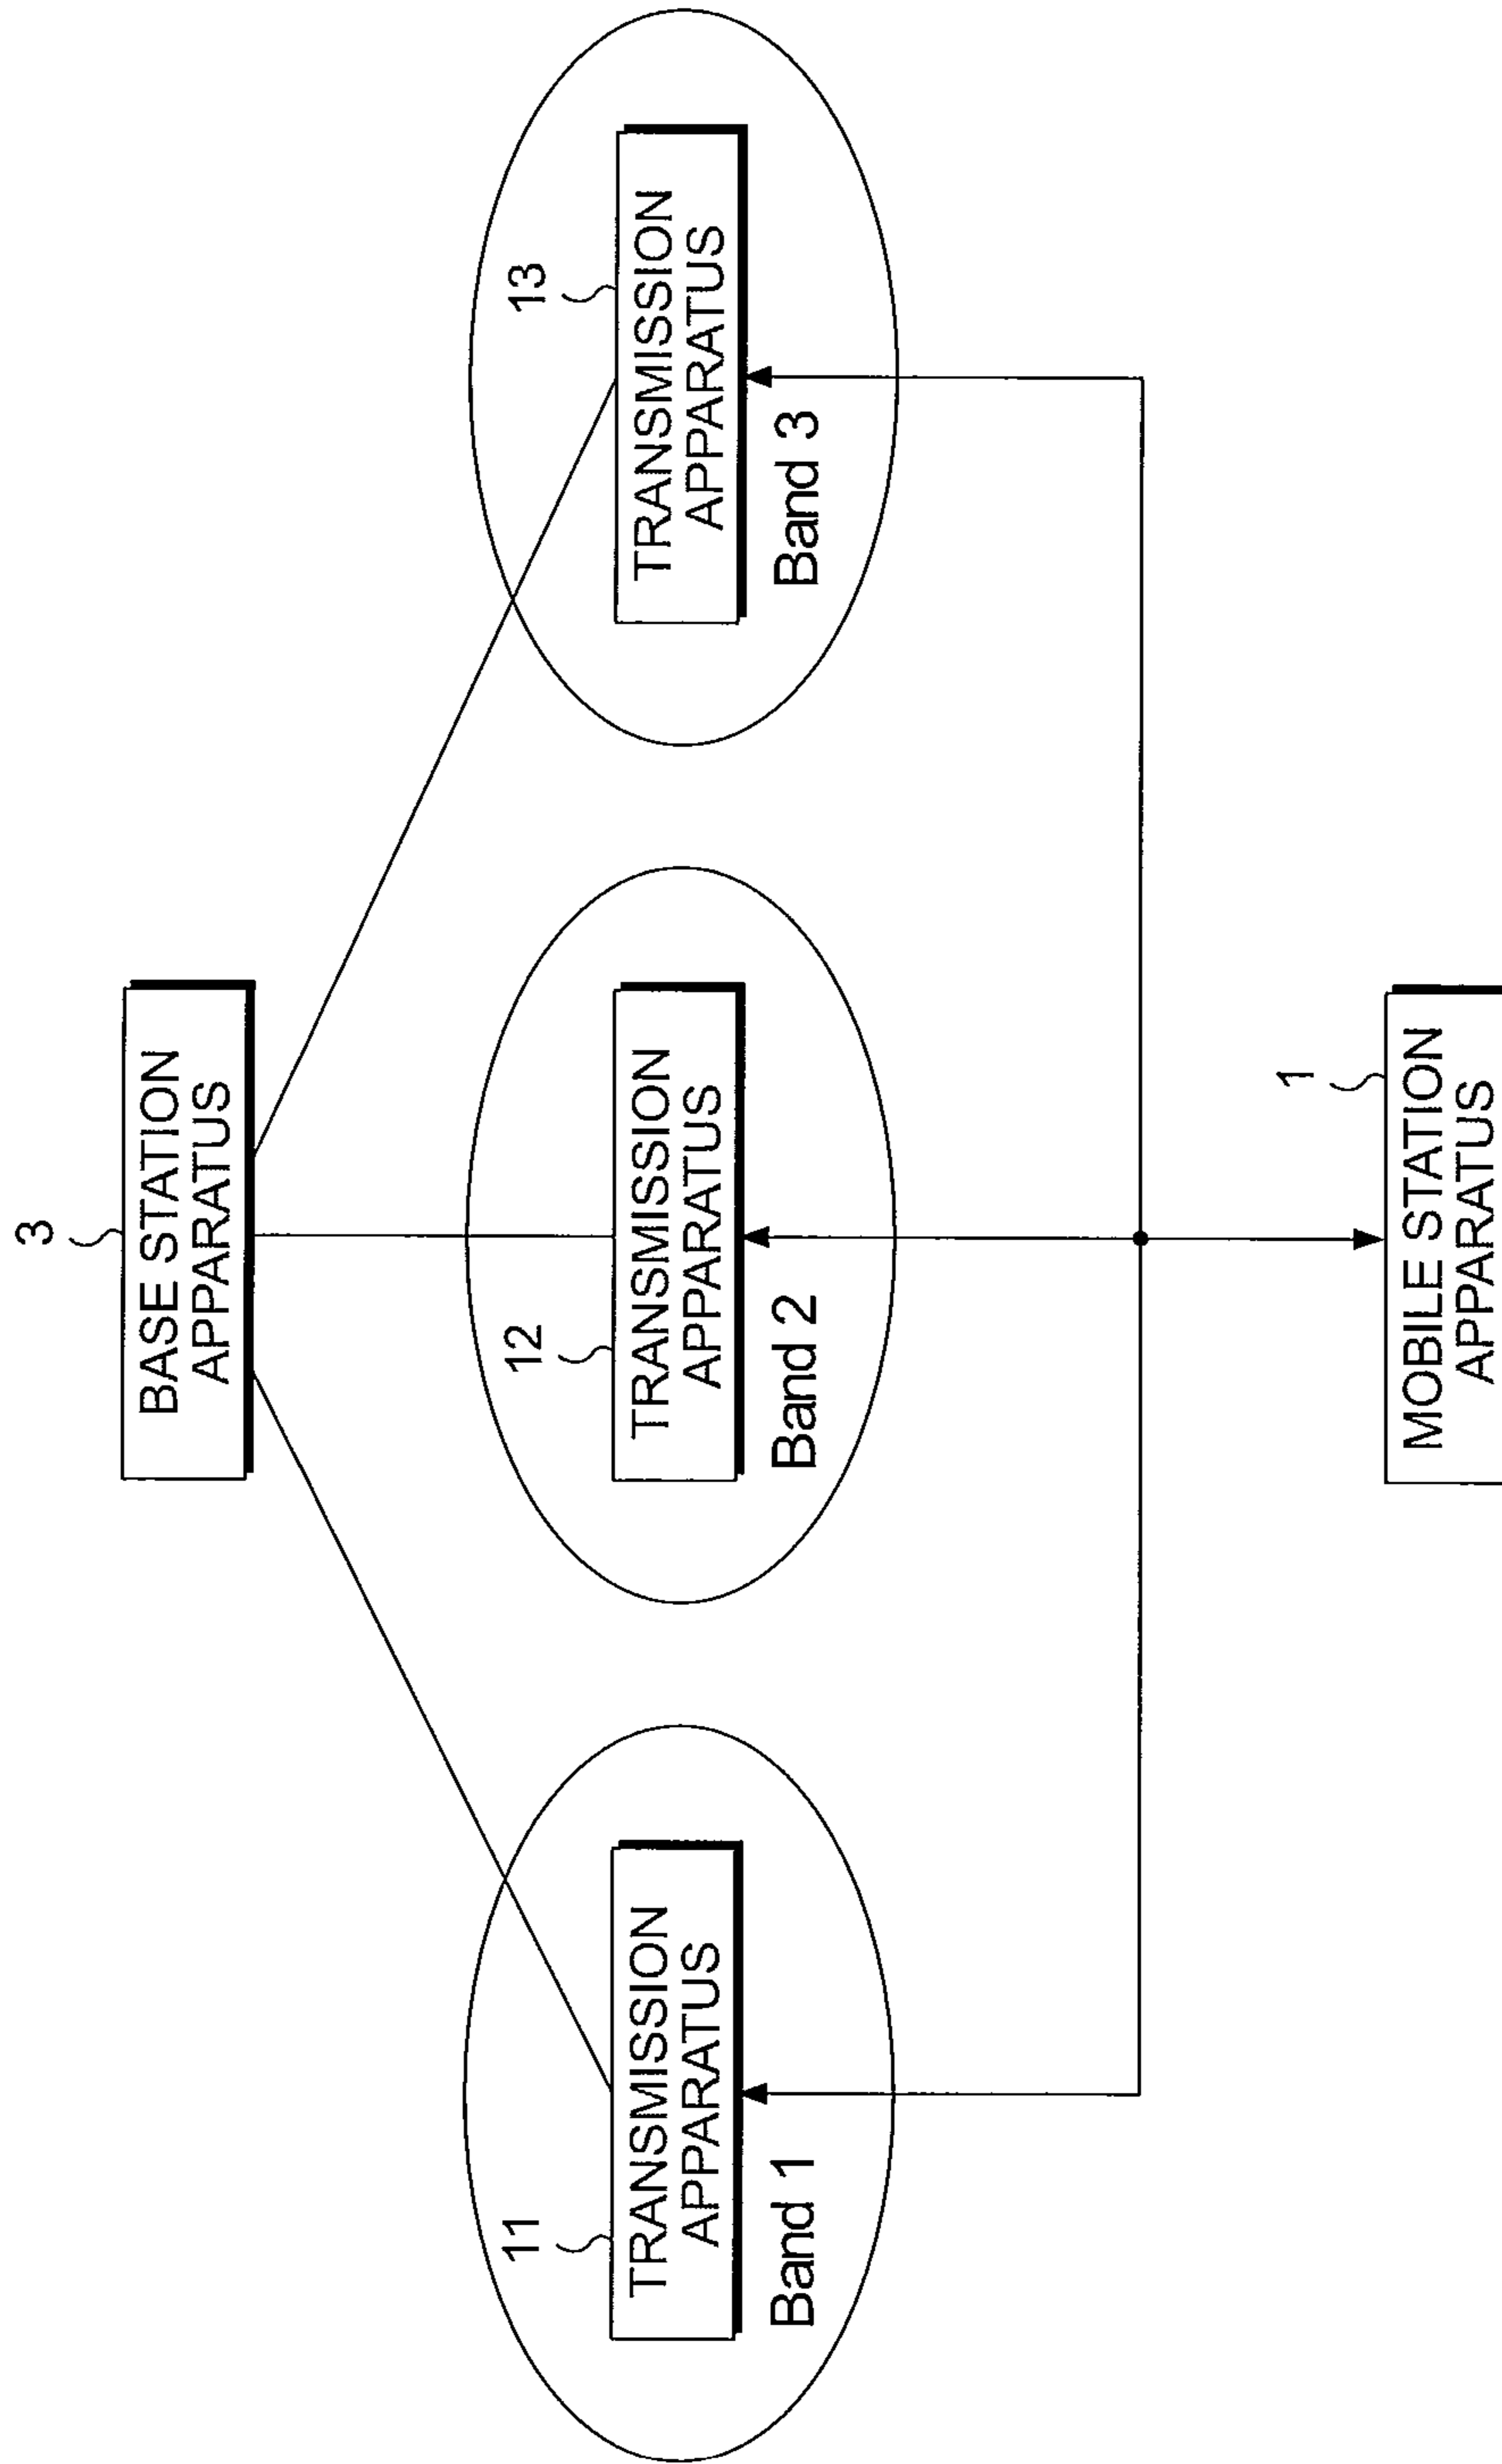 3
BASE STATION
APPARATUS
11
TRANSMISSION
APPARATUS
Band 1
12
TRANSMISSION
APPARATUS
Band 2
13
TRANSMISSION
APPARATUS
Band 3
1
MOBILE STATION
APPARATUS